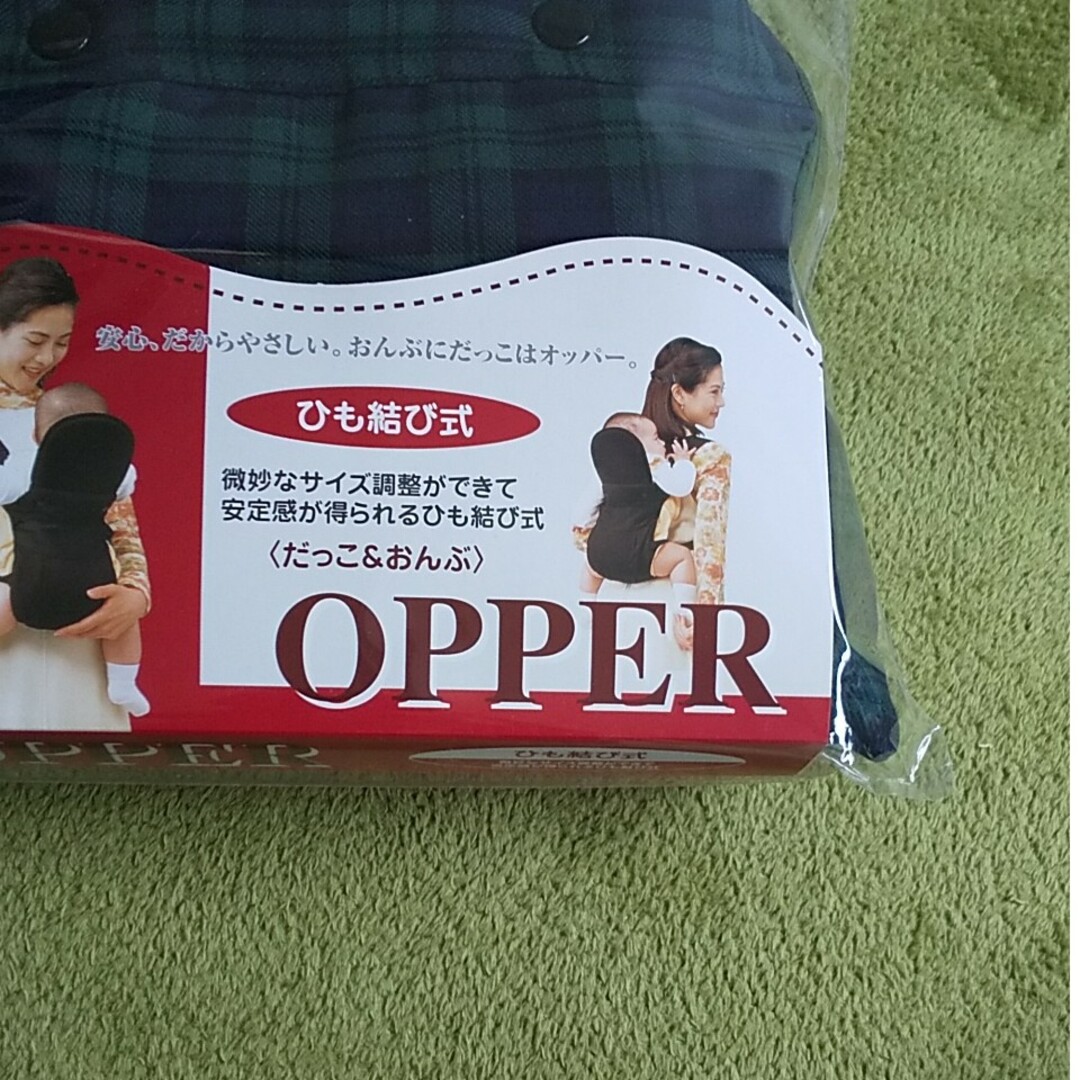 安心、だからやさしい。おんぶにだっこはオッパー。
ひも結び式
微妙なサイズ調整ができて
安定感が得られるひも結び式
〈だっこ&おんぶ〉
OPPER
OPPER
ひも結び式